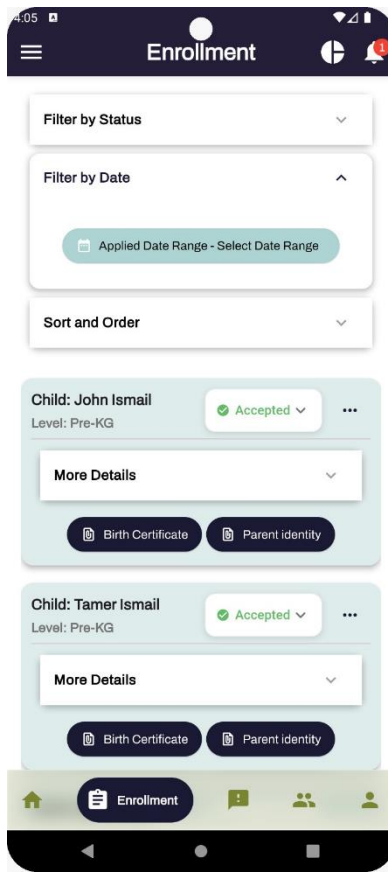 4:05
Enrollment
1
Filter by Status
Filter by Date
Applied Date Range - Select Date Range
Sort and Order
Child: John Ismail
Accepted
Level: Pre-KG
More Details
Birth Certificate
Parent identity
Child: Tamer Ismail
Accepted
Level: Pre-KG
More Details
Birth Certificate
Parent identity
Enrollment